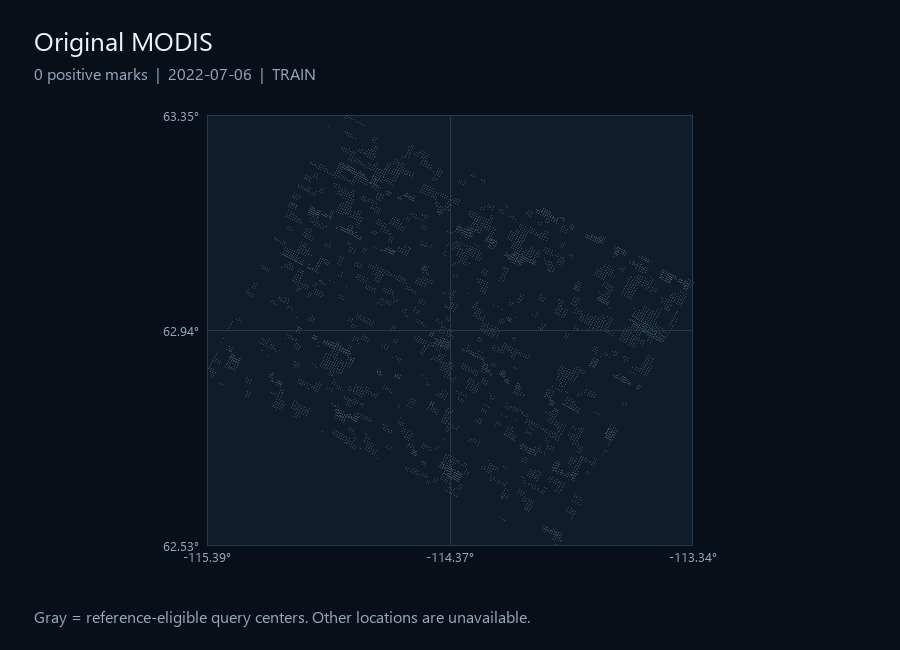 Original MODIS
0 positive marks | 2022-07-06 | TRAIN
63.35°
62.94°
62.53°
-115.39°
-114.37°
-113.34°
Gray = reference-eligible query centers. Other locations are unavailable.